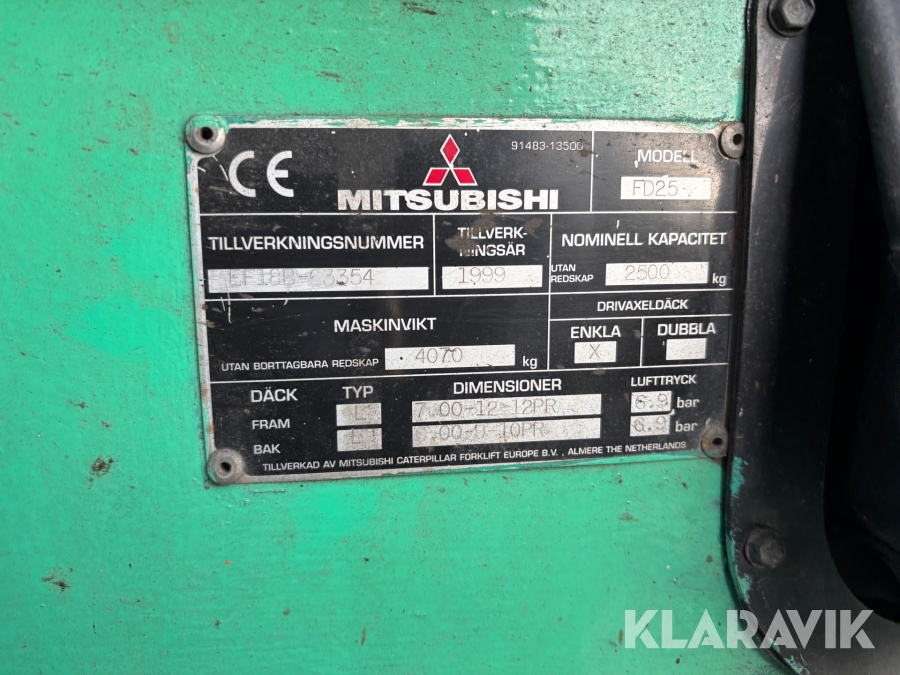 CE
MITSUBISHI
91483-13500
MODELL
FD25
TILLVERKNINGSNUMMER
EF18B-03354
TILLVERK-
NINGSÅR
1999
NOMINELL KAPACITET
UTAN
REDSKAP
2500 kg
DRIVAXELDÄCK
ENKLA
X
DUBBLA
MASKINVIKT
UTAN BORTTAGBARA REDSKAP 4070 kg
DÄCK TYP DIMENSIONER LUFTTRYCK
FRAM L 7.00-12-12PR 6.9 bar
BAK L 6.9 bar
TILLVERKAD AV MITSUBISHI CATERPILLAR FORKLIFT EUROPE B.V., ALMERE THE NETHERLANDS
KLARAVIK